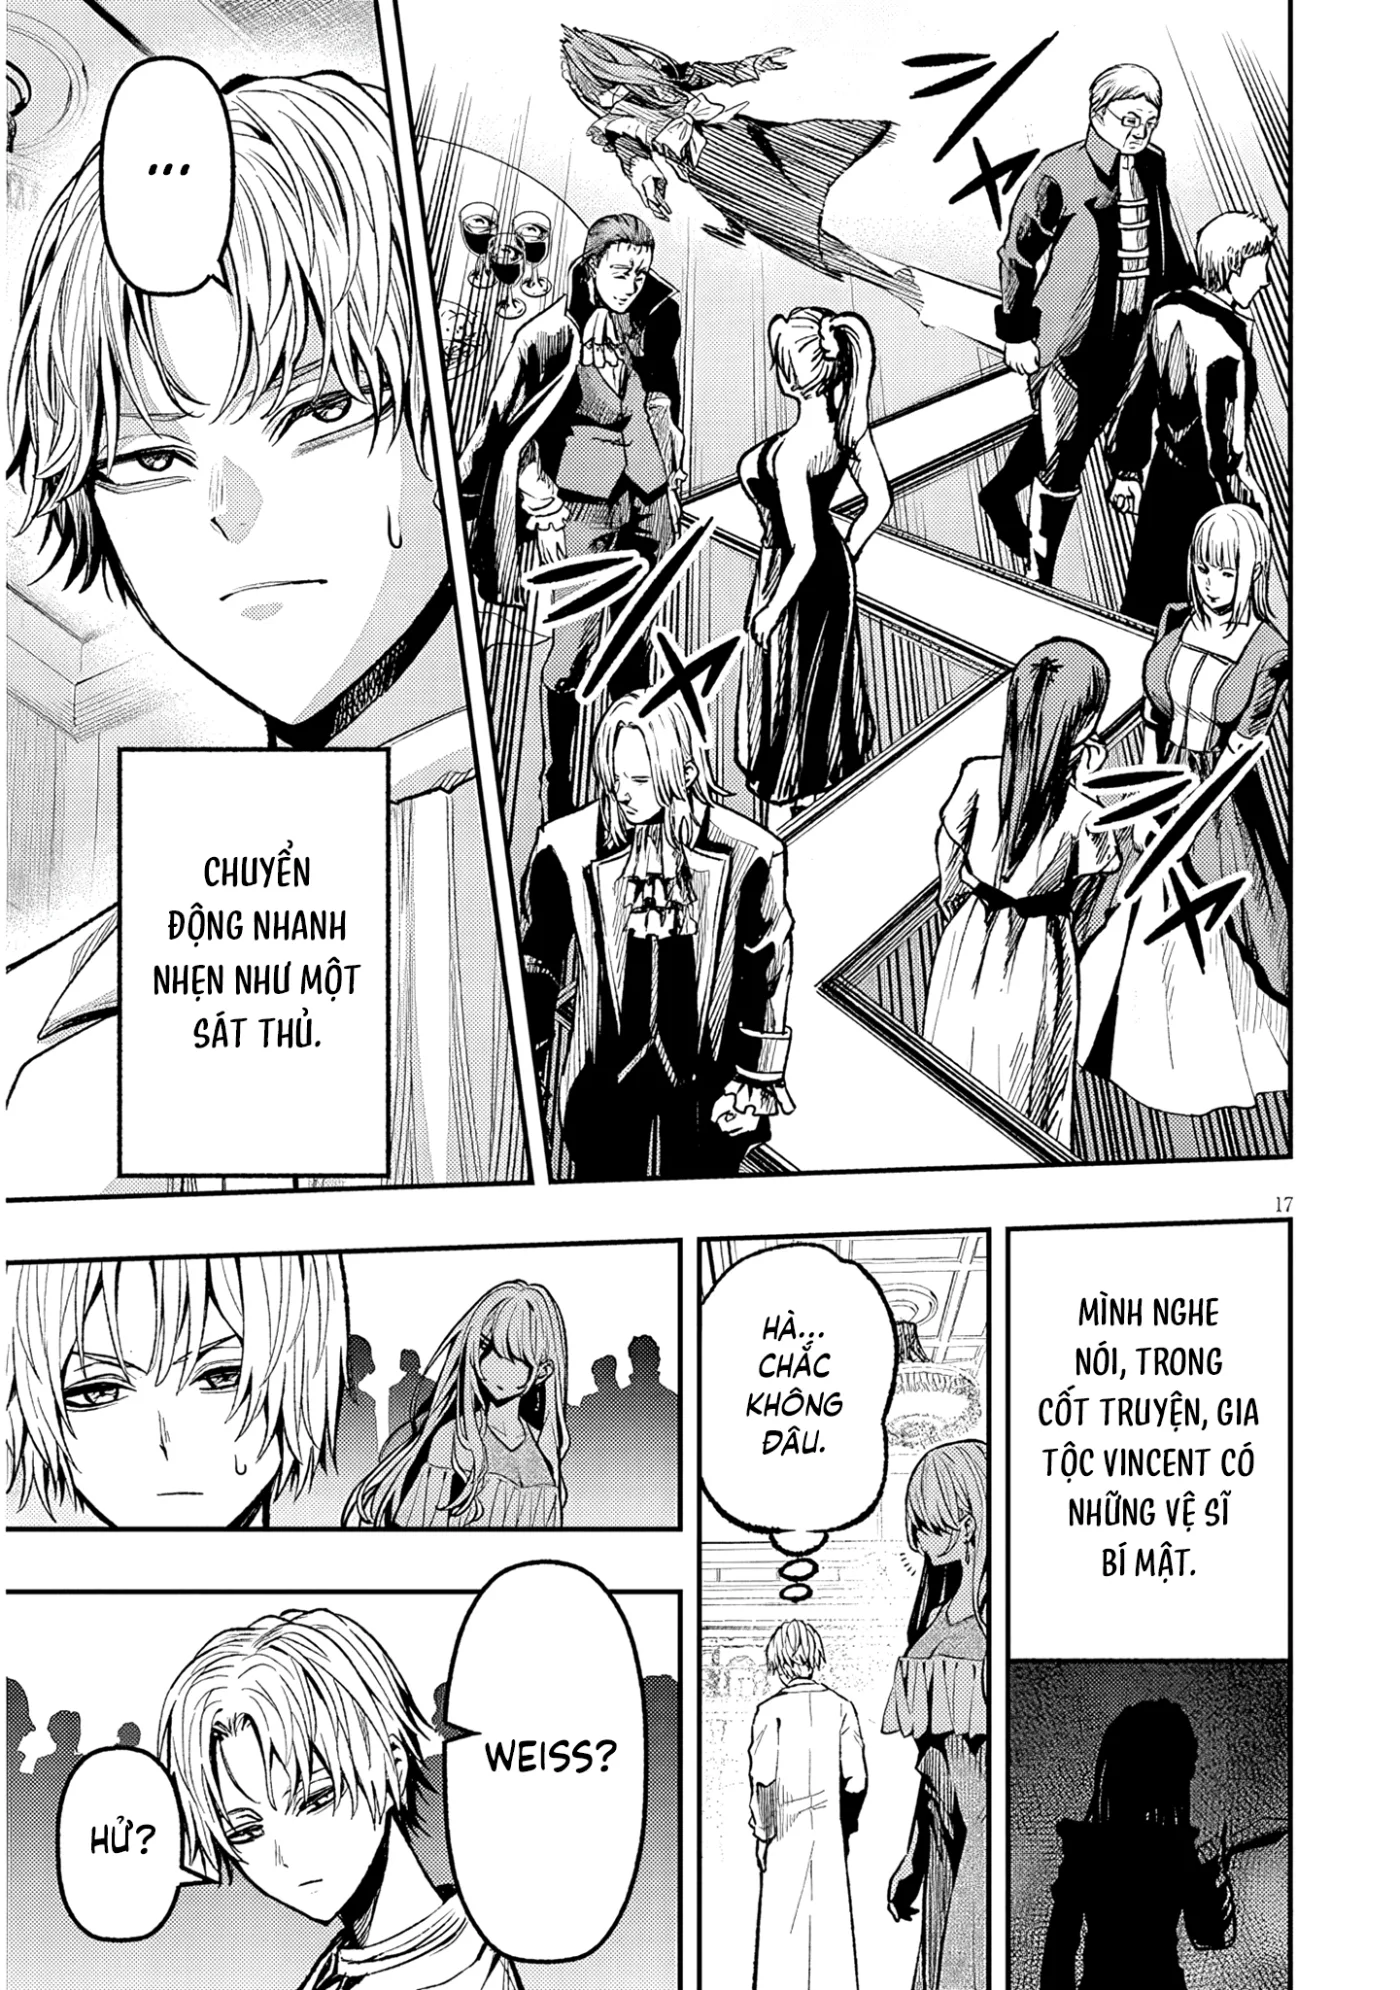 ...
CHUYỂN
ĐỘNG NHANH
NHẸN NHƯ MỘT
SÁT THỦ.
17
MÌNH NGHE
NÓI, TRONG
CỐT TRUYỆN, GIA
TỘC VINCENT CÓ
NHỮNG VỆ SĨ
BÍ MẬT.
HÀ...
CHẮC
KHÔNG
ĐÂU.
WEISS?
HỬ?